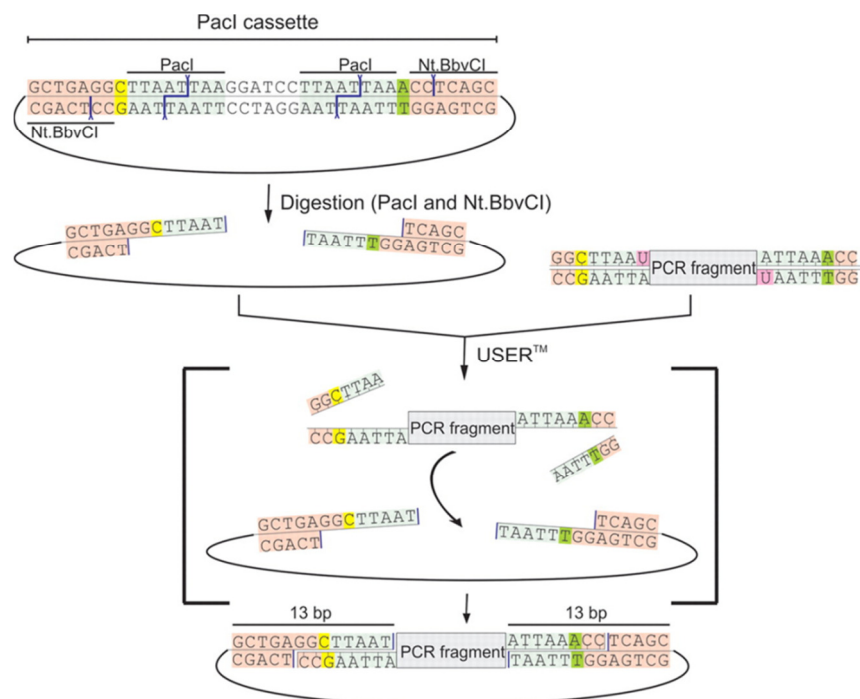 PacI cassette
PacI PacI Nt.BbvCI
GCTGAGGCTTAATTAAGGATCCTTAATTAAACCTCAGC
CGACTCCGAATTAATTCCTAGGAATTAATTTGGAGTCG
Nt.BbvCI
Digestion (PacI and Nt.BbvCI)
GCTGAGGCTTAAT TCAGC
CGACT TAATTTGGAGTCG
GGCTTAAU PCR fragment ATTAAACC
CCGAATTA UAATTTGG
USER™
GGCTTAA
CCGAATTA PCR fragment ATTAAACC
AATTTGG
GCTGAGGCTTAAT TCAGC
CGACT TAATTTGGAGTCG
13 bp 13 bp
GCTGAGGCTTAAT PCR fragment ATTAAACCTCAGC
CGACTCCGAATTA TAATTTGGAGTCG